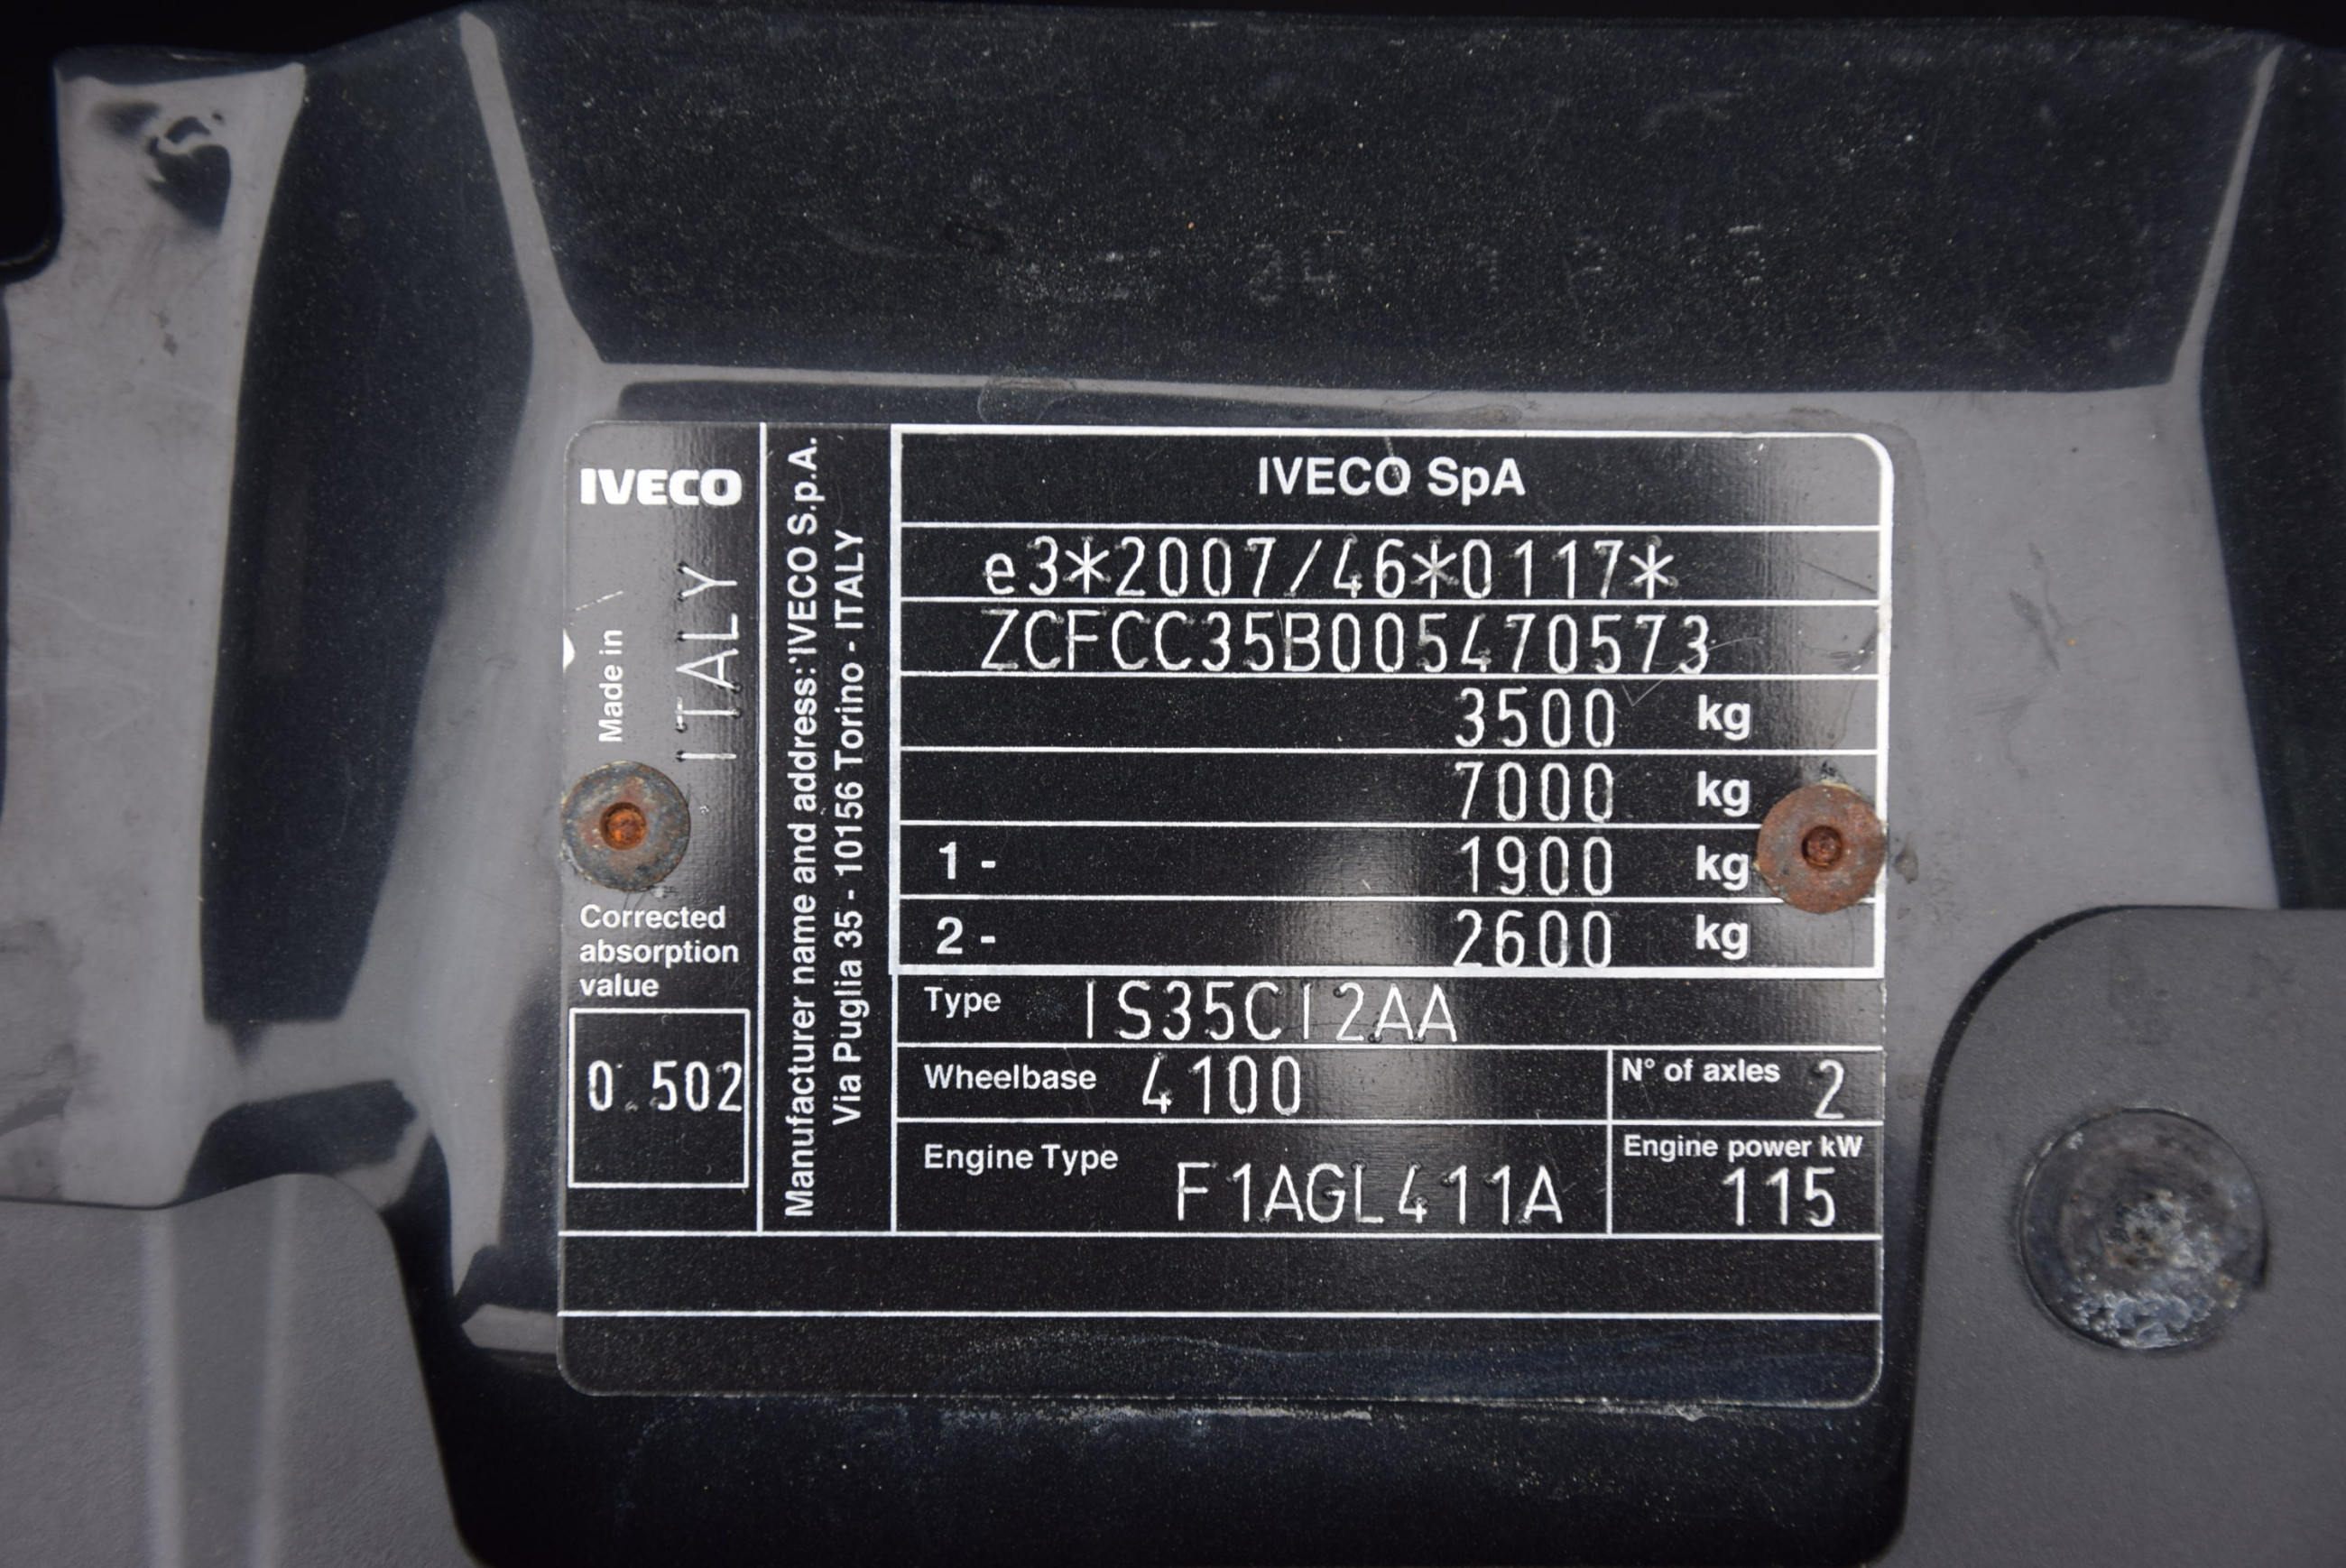 IVECO
Made in
ITALY
Corrected
absorption
value
0.502
Manufacturer name and address: IVECO S.p.A.
Via Puglia 35 - 10156 Torino - ITALY
IVECO SpA
e3*2007/46*0117*
ZCFCC35B005470573
3500 kg
7000 kg
1 - 1900 kg
2 - 2600 kg
Type IS35CI2AA
Wheelbase 4100 N° of axles 2
Engine Type F1AGL411A Engine power kW 115